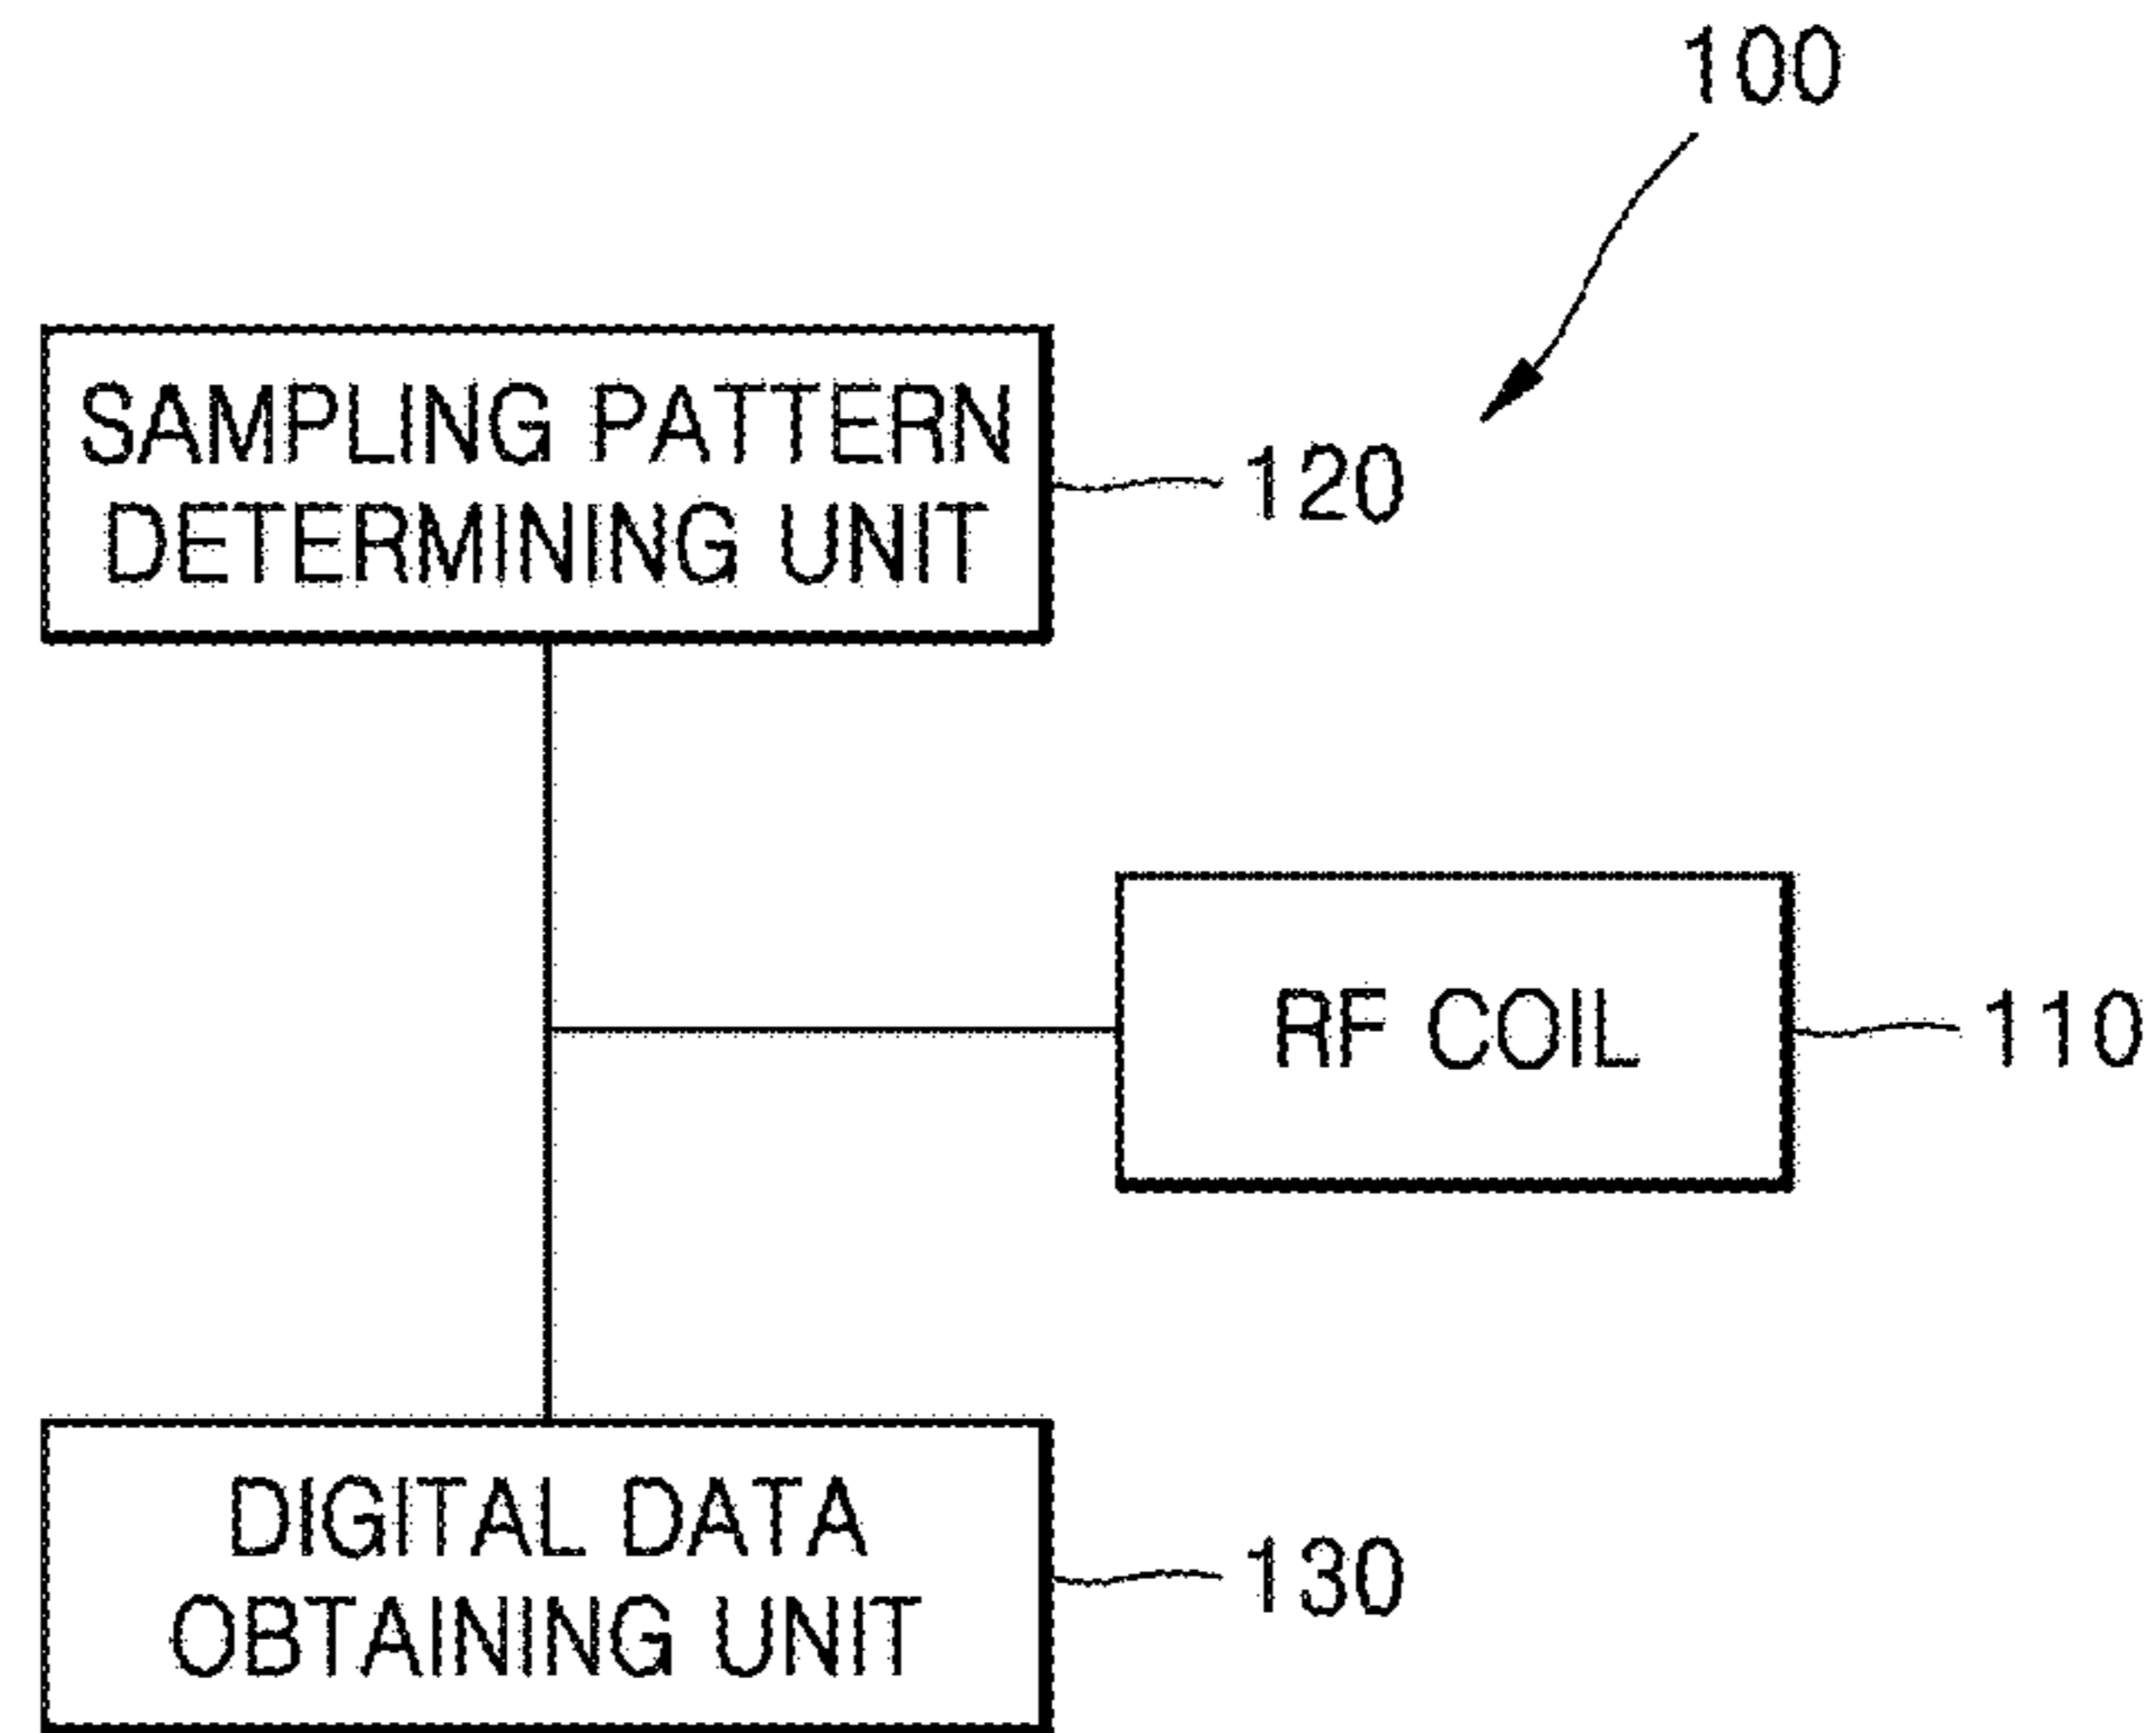 100
SAMPLING PATTERN
DETERMINING UNIT
120
RF COIL
110
DIGITAL DATA
OBTAINING UNIT
130